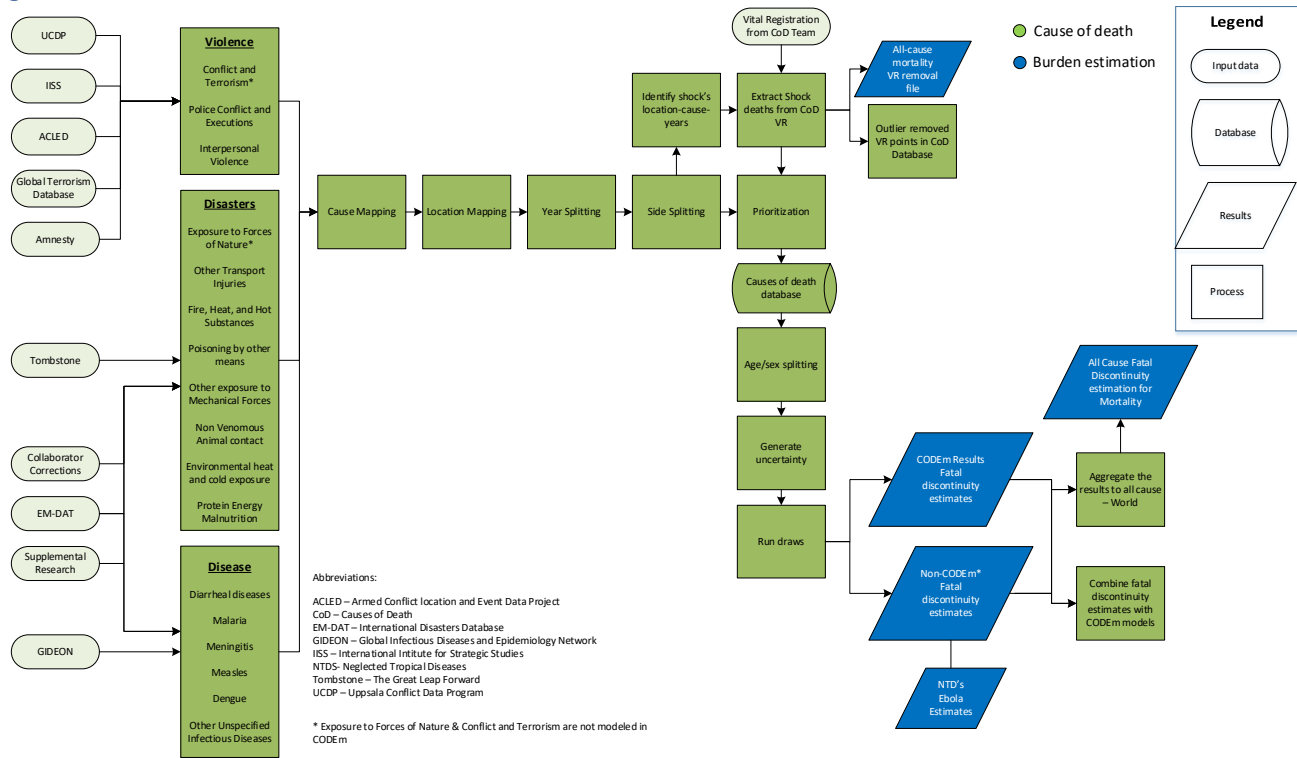 UCDP
IISS
ACLED
Global Terrorism
Database
Amnesty
Tombstone
Collaborator
Corrections
EM-DAT
Supplemental
Research
GIDEON
Violence
Conflict and
Terrorism*
Police Conflict and
Executions
Interpersonal
Violence
Disasters
Exposure to Forces
of Nature*
Other Transport
Injuries
Fire, Heat, and Hot
Substances
Poisoning by other
means
Other exposure to
Mechanical Forces
Non Venomous
Animal contact
Environmental heat
and cold exposure
Protein Energy
Malnutrition
Disease
Diarrheal diseases
Malaria
Meningitis
Measles
Dengue
Other Unspecified
Infectious Diseases
Cause Mapping
Location Mapping
Year Splitting
Side Splitting
Identify shock's
location-cause-
years
Vital Registration
from CoD Team
Extract Shock
deaths from CoD
VR
All-cause
mortality
VR removal
file
Outlier removed
VR points in CoD
Database
Prioritization
Causes of death
database
Age/sex splitting
Generate
uncertainty
Run draws
CODEm Results
Fatal
discontinuity
estimates
Non-CODEm*
Fatal
discontinuity
estimates
NTD's
Ebola
Estimates
All Cause Fatal
Discontinuity
estimation for
Mortality
Aggregate the
results to all cause
– World
Combine fatal
discontinuity
estimates with
CODEm models
Cause of death
Burden estimation
Legend
Input data
Database
Results
Process
Abbreviations:
ACLED – Armed Conflict location and Event Data Project
CoD – Causes of Death
EM-DAT – International Disasters Database
GIDEON – Global Infectious Diseases and Epidemiology Network
IISS – International Intitute for Strategic Studies
NTDS- Neglected Tropical Diseases
Tombstone – The Great Leap Forward
UCDP – Uppsala Conflict Data Program
* Exposure to Forces of Nature & Conflict and Terrorism are not modeled in
CODEm